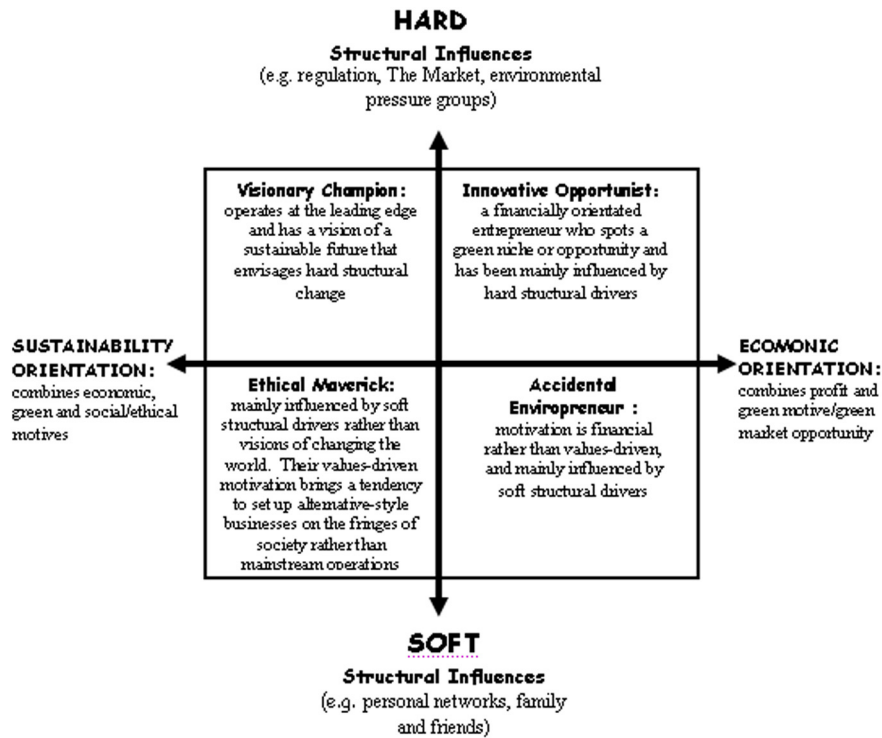 HARD
Structural Influences
(e.g. regulation, The Market, environmental
pressure groups)
Visionary Champion:
operates at the leading edge
and has a vision of a
sustainable future that
envisages hard structural
change
Innovative Opportunist:
a financially orientated
entrepreneur who spots a
green niche or opportunity and
has been mainly influenced by
hard structural drivers
SUSTAINABILITY
ORIENTATION:
combines economic,
green and social/ethical
motives
ECOMONIC
ORIENTATION:
combines profit and
green motive/green
market opportunity
Ethical Maverick:
mainly influenced by soft
structural drivers rather than
visions of changing the
world. Their values-driven
motivation brings a tendency
to set up alternative-style
businesses on the fringes of
society rather than
mainstream operations
Accidental
Enviropreneur :
motivation is financial
rather than values-driven,
and mainly influenced by
soft structural drivers
SOFT
Structural Influences
(e.g. personal networks, family
and friends)